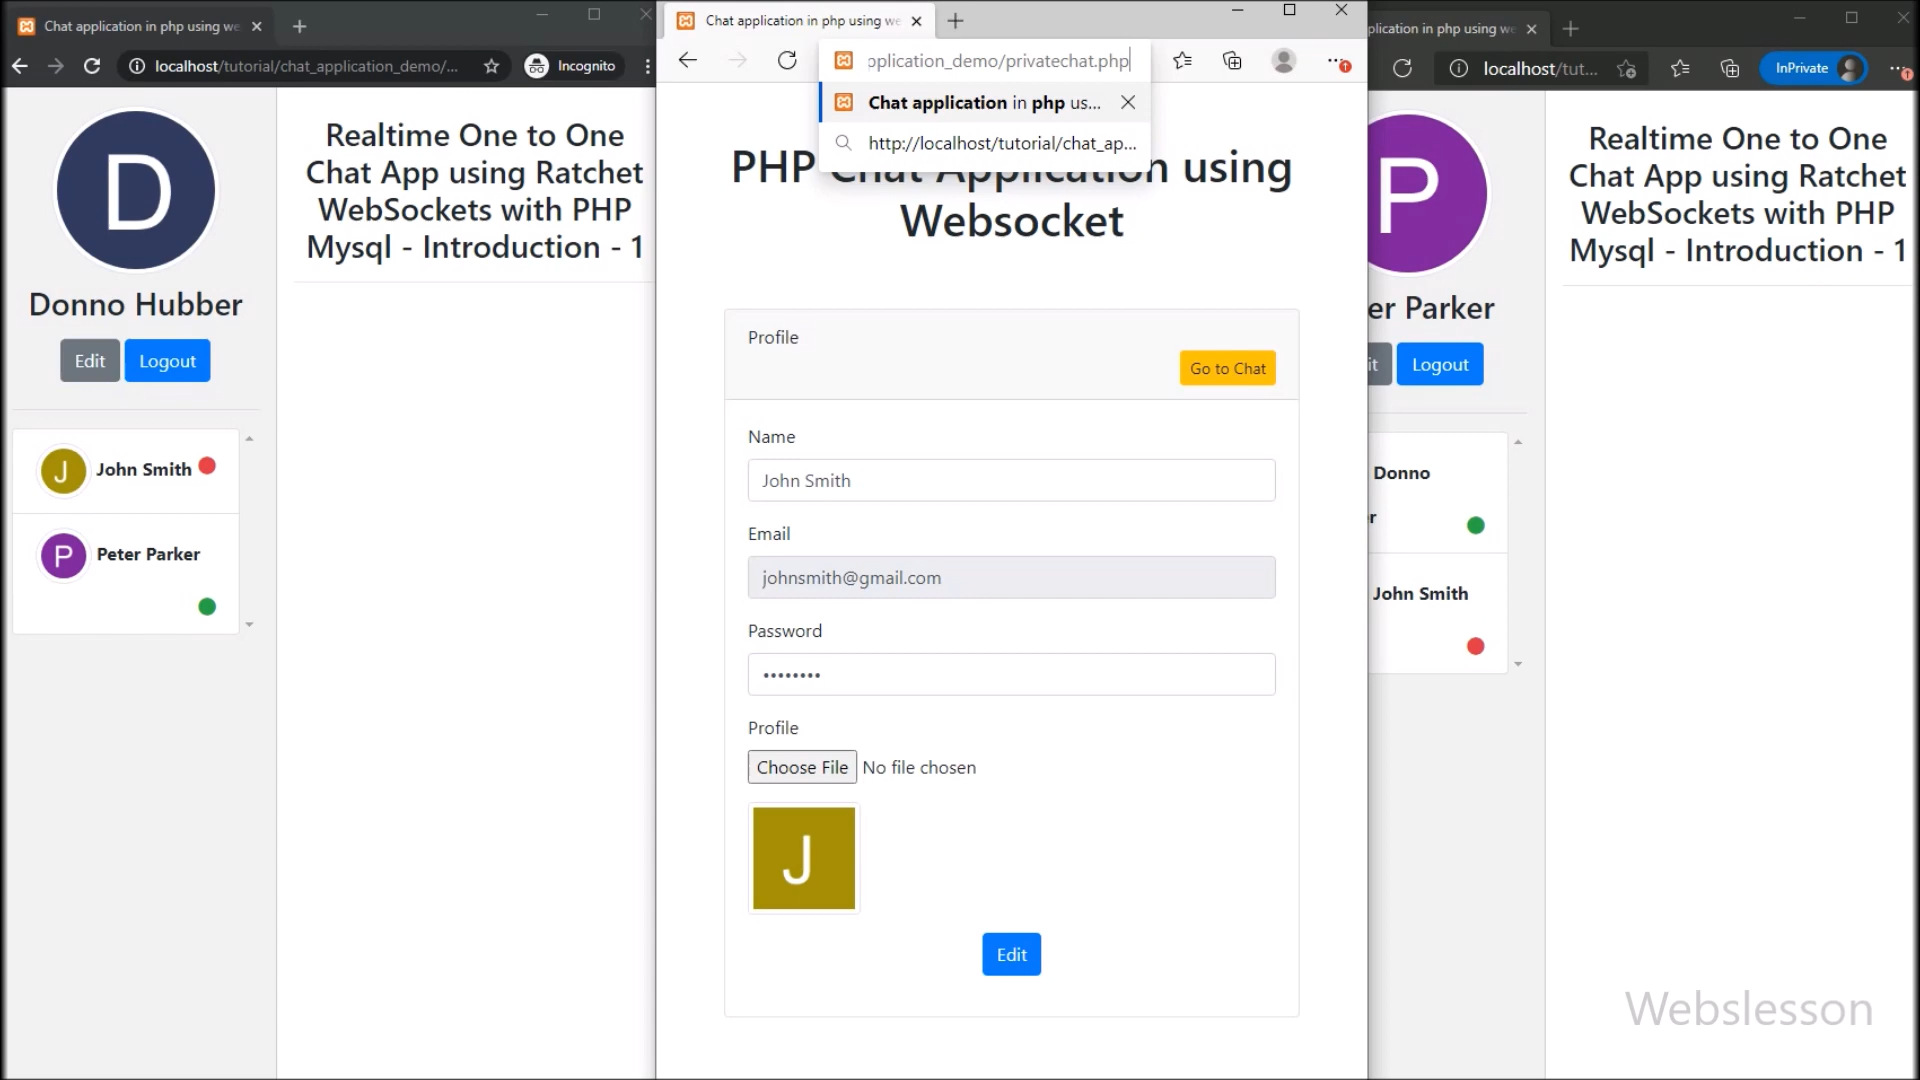 Chat application in php using we
localhost/tutorial/chat_application_demo/...
Incognito
D
Donno Hubber
Edit
Logout
J
John Smith
P
Peter Parker
Realtime One to One
Chat App using Ratchet
WebSockets with PHP
Mysql - Introduction - 1
Chat application in php using we
pplication_demo/privatechat.php
Chat application in php us...
http://localhost/tutorial/chat_ap...
PHP Chat Application using
Websocket
Profile
Go to Chat
Name
John Smith
Email
johnsmith@gmail.com
Password
••••••••
Profile
Choose File No file chosen
J
Edit
plication in php using we
localhost/tut...
InPrivate
P
er Parker
it
Logout
Donno
r
John Smith
Realtime One to One
Chat App using Ratchet
WebSockets with PHP
Mysql - Introduction - 1
Webslesson